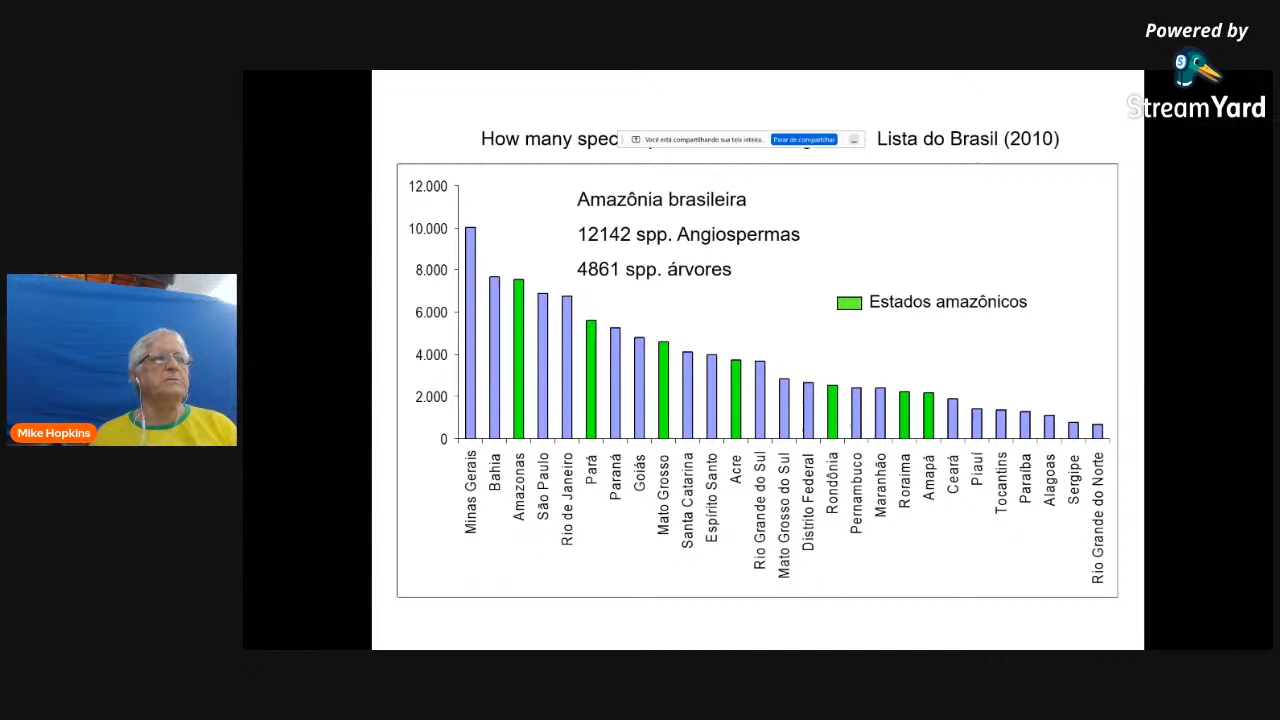 Powered by
StreamYard
How many spec
Você está compartilhando sua tela inteira.
Parar de compartilhar
Lista do Brasil (2010)
12.000
10.000
8.000
6.000
4.000
2.000
0
Amazônia brasileira
12142 spp. Angiospermas
4861 spp. árvores
Estados amazônicos
Minas Gerais
Bahia
Amazonas
São Paulo
Rio de Janeiro
Pará
Paraná
Goiás
Mato Grosso
Santa Catarina
Espírito Santo
Acre
Rio Grande do Sul
Mato Grosso do Sul
Distrito Federal
Rondônia
Pernambuco
Maranhão
Roraima
Amapá
Ceará
Piauí
Tocantins
Paraíba
Alagoas
Sergipe
Rio Grande do Norte
Mike Hopkins